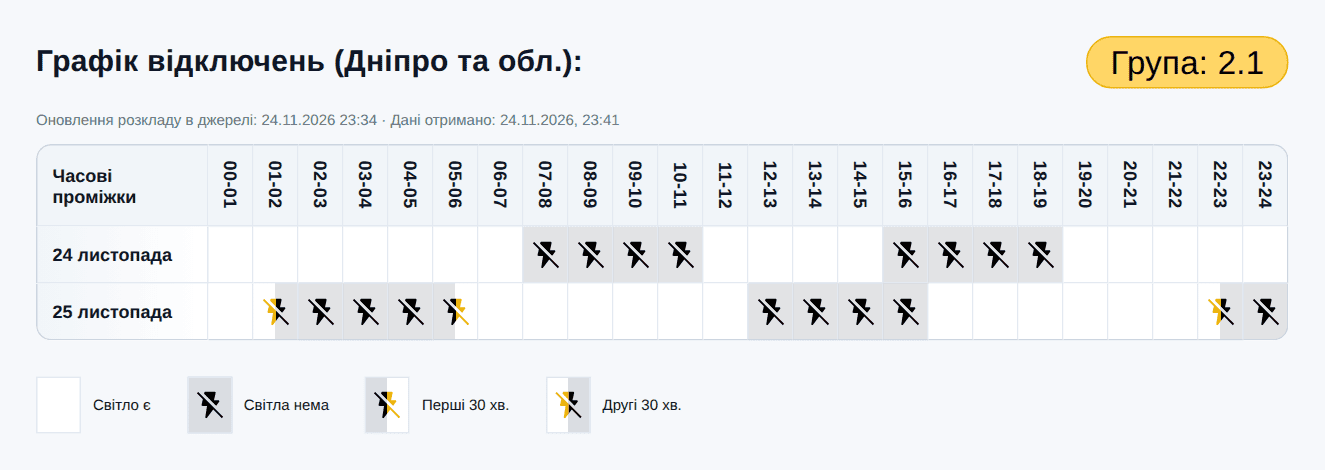 Графік відключень (Дніпро та обл.):
Група: 2.1
Оновлення розкладу в джерелі: 24.11.2026 23:34 · Дані отримано: 24.11.2026, 23:41
Часові
проміжки
00-01
01-02
02-03
03-04
04-05
05-06
06-07
07-08
08-09
09-10
10-11
11-12
12-13
13-14
14-15
15-16
16-17
17-18
18-19
19-20
20-21
21-22
22-23
23-24
24 листопада
25 листопада
Світло є
Світла нема
Перші 30 хв.
Другі 30 хв.